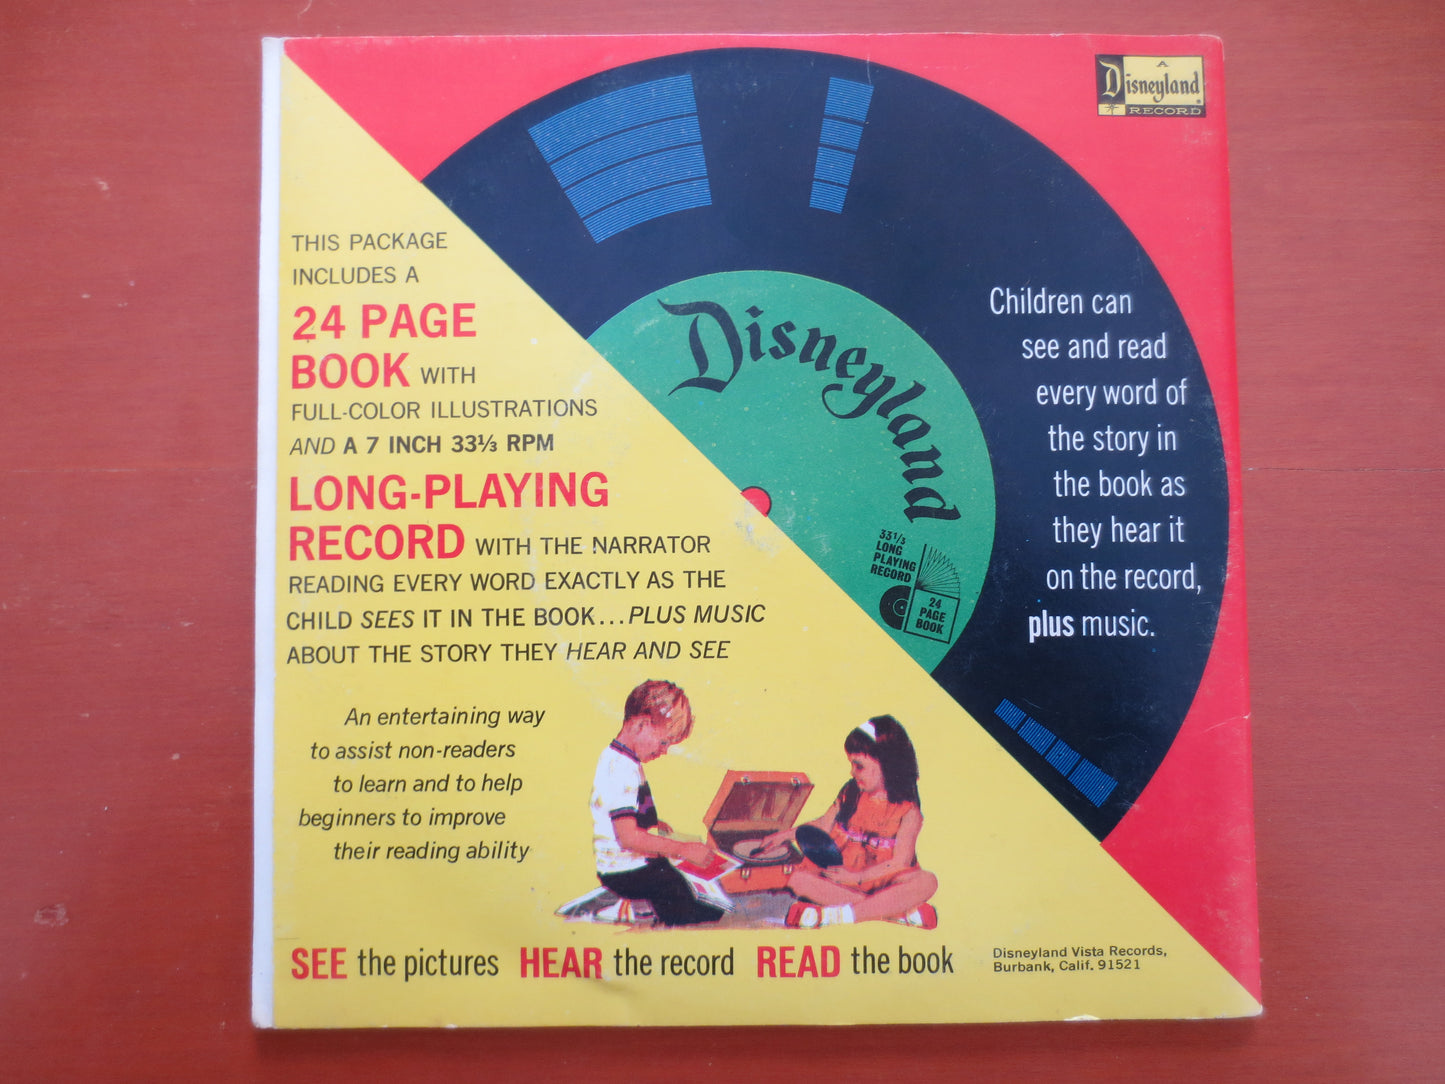 A
Disneyland
RECORD
THIS PACKAGE
INCLUDES A
24 PAGE
BOOK WITH
FULL-COLOR ILLUSTRATIONS
AND A 7 INCH 33⅓ RPM
LONG-PLAYING
RECORD WITH THE NARRATOR
READING EVERY WORD EXACTLY AS THE
CHILD SEES IT IN THE BOOK...PLUS MUSIC
ABOUT THE STORY THEY HEAR AND SEE
Disneyland
33⅓
LONG
PLAYING
RECORD
24
PAGE
BOOK
Children can
see and read
every word of
the story in
the book as
they hear it
on the record,
plus music.
An entertaining way
to assist non-readers
to learn and to help
beginners to improve
their reading ability
SEE the pictures HEAR the record READ the book
Disneyland Vista Records,
Burbank, Calif. 91521